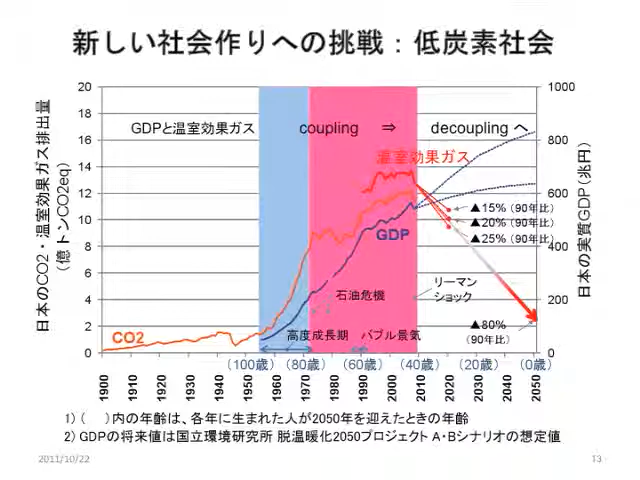 新しい社会作りへの挑戦：低炭素社会
日本のCO2・温室効果ガス排出量
（億トンCO2eq）
日本の実質GDP（兆円）
20
18
16
14
12
10
8
6
4
2
0
1000
800
600
400
200
0
GDPと温室効果ガス coupling ⇒ decoupling へ
温室効果ガス
GDP
CO2
▲15%（90年比）
▲20%（90年比）
▲25%（90年比）
石油危機
リーマン
ショック
高度成長期
バブル景気
▲80%
（90年比）
（100歳）（80歳）（60歳）（40歳）（20歳）（0歳）
1900 1910 1920 1930 1940 1950 1960 1970 1980 1990 2000 2010 2020 2030 2040 2050
1)（　）内の年齢は、各年に生まれた人が2050年を迎えたときの年齢
2) GDPの将来値は国立環境研究所 脱温暖化2050プロジェクト A・Bシナリオの想定値
2011/10/22
13